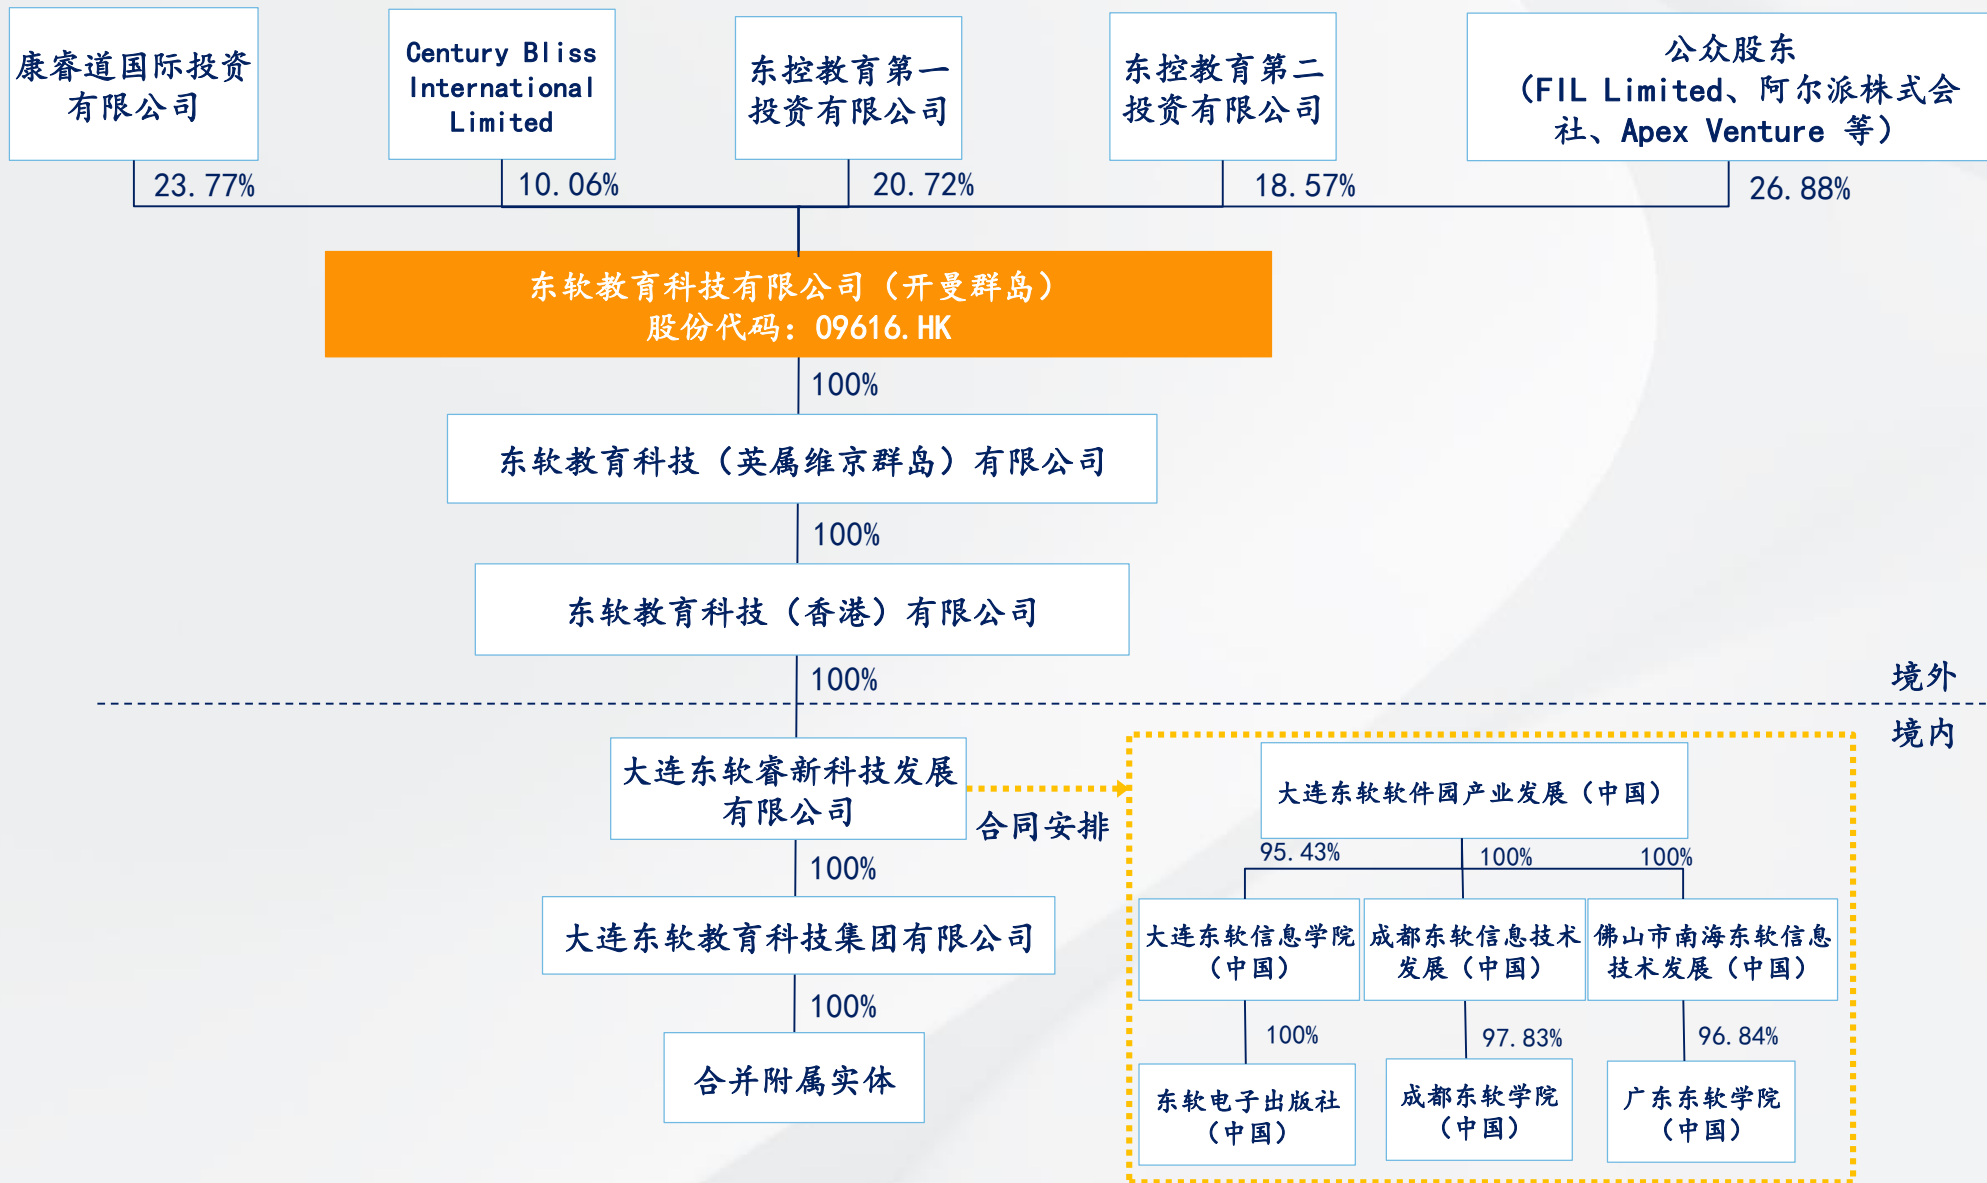 康睿道国际投资
有限公司
Century Bliss
International
Limited
东控教育第一
投资有限公司
东控教育第二
投资有限公司
公众股东
（FIL Limited、阿尔派株式会
社、Apex Venture 等）
23.77%
10.06%
20.72%
18.57%
26.88%
东软教育科技有限公司（开曼群岛）
股份代码：09616.HK
100%
东软教育科技（英属维京群岛）有限公司
100%
东软教育科技（香港）有限公司
100%
境外
境内
大连东软睿新科技发展
有限公司
合同安排
100%
大连东软教育科技集团有限公司
100%
合并附属实体
大连东软软件园产业发展（中国）
95.43%
100%
100%
大连东软信息学院
（中国）
成都东软信息技术
发展（中国）
佛山市南海东软信息
技术发展（中国）
100%
97.83%
96.84%
东软电子出版社
（中国）
成都东软学院
（中国）
广东东软学院
（中国）